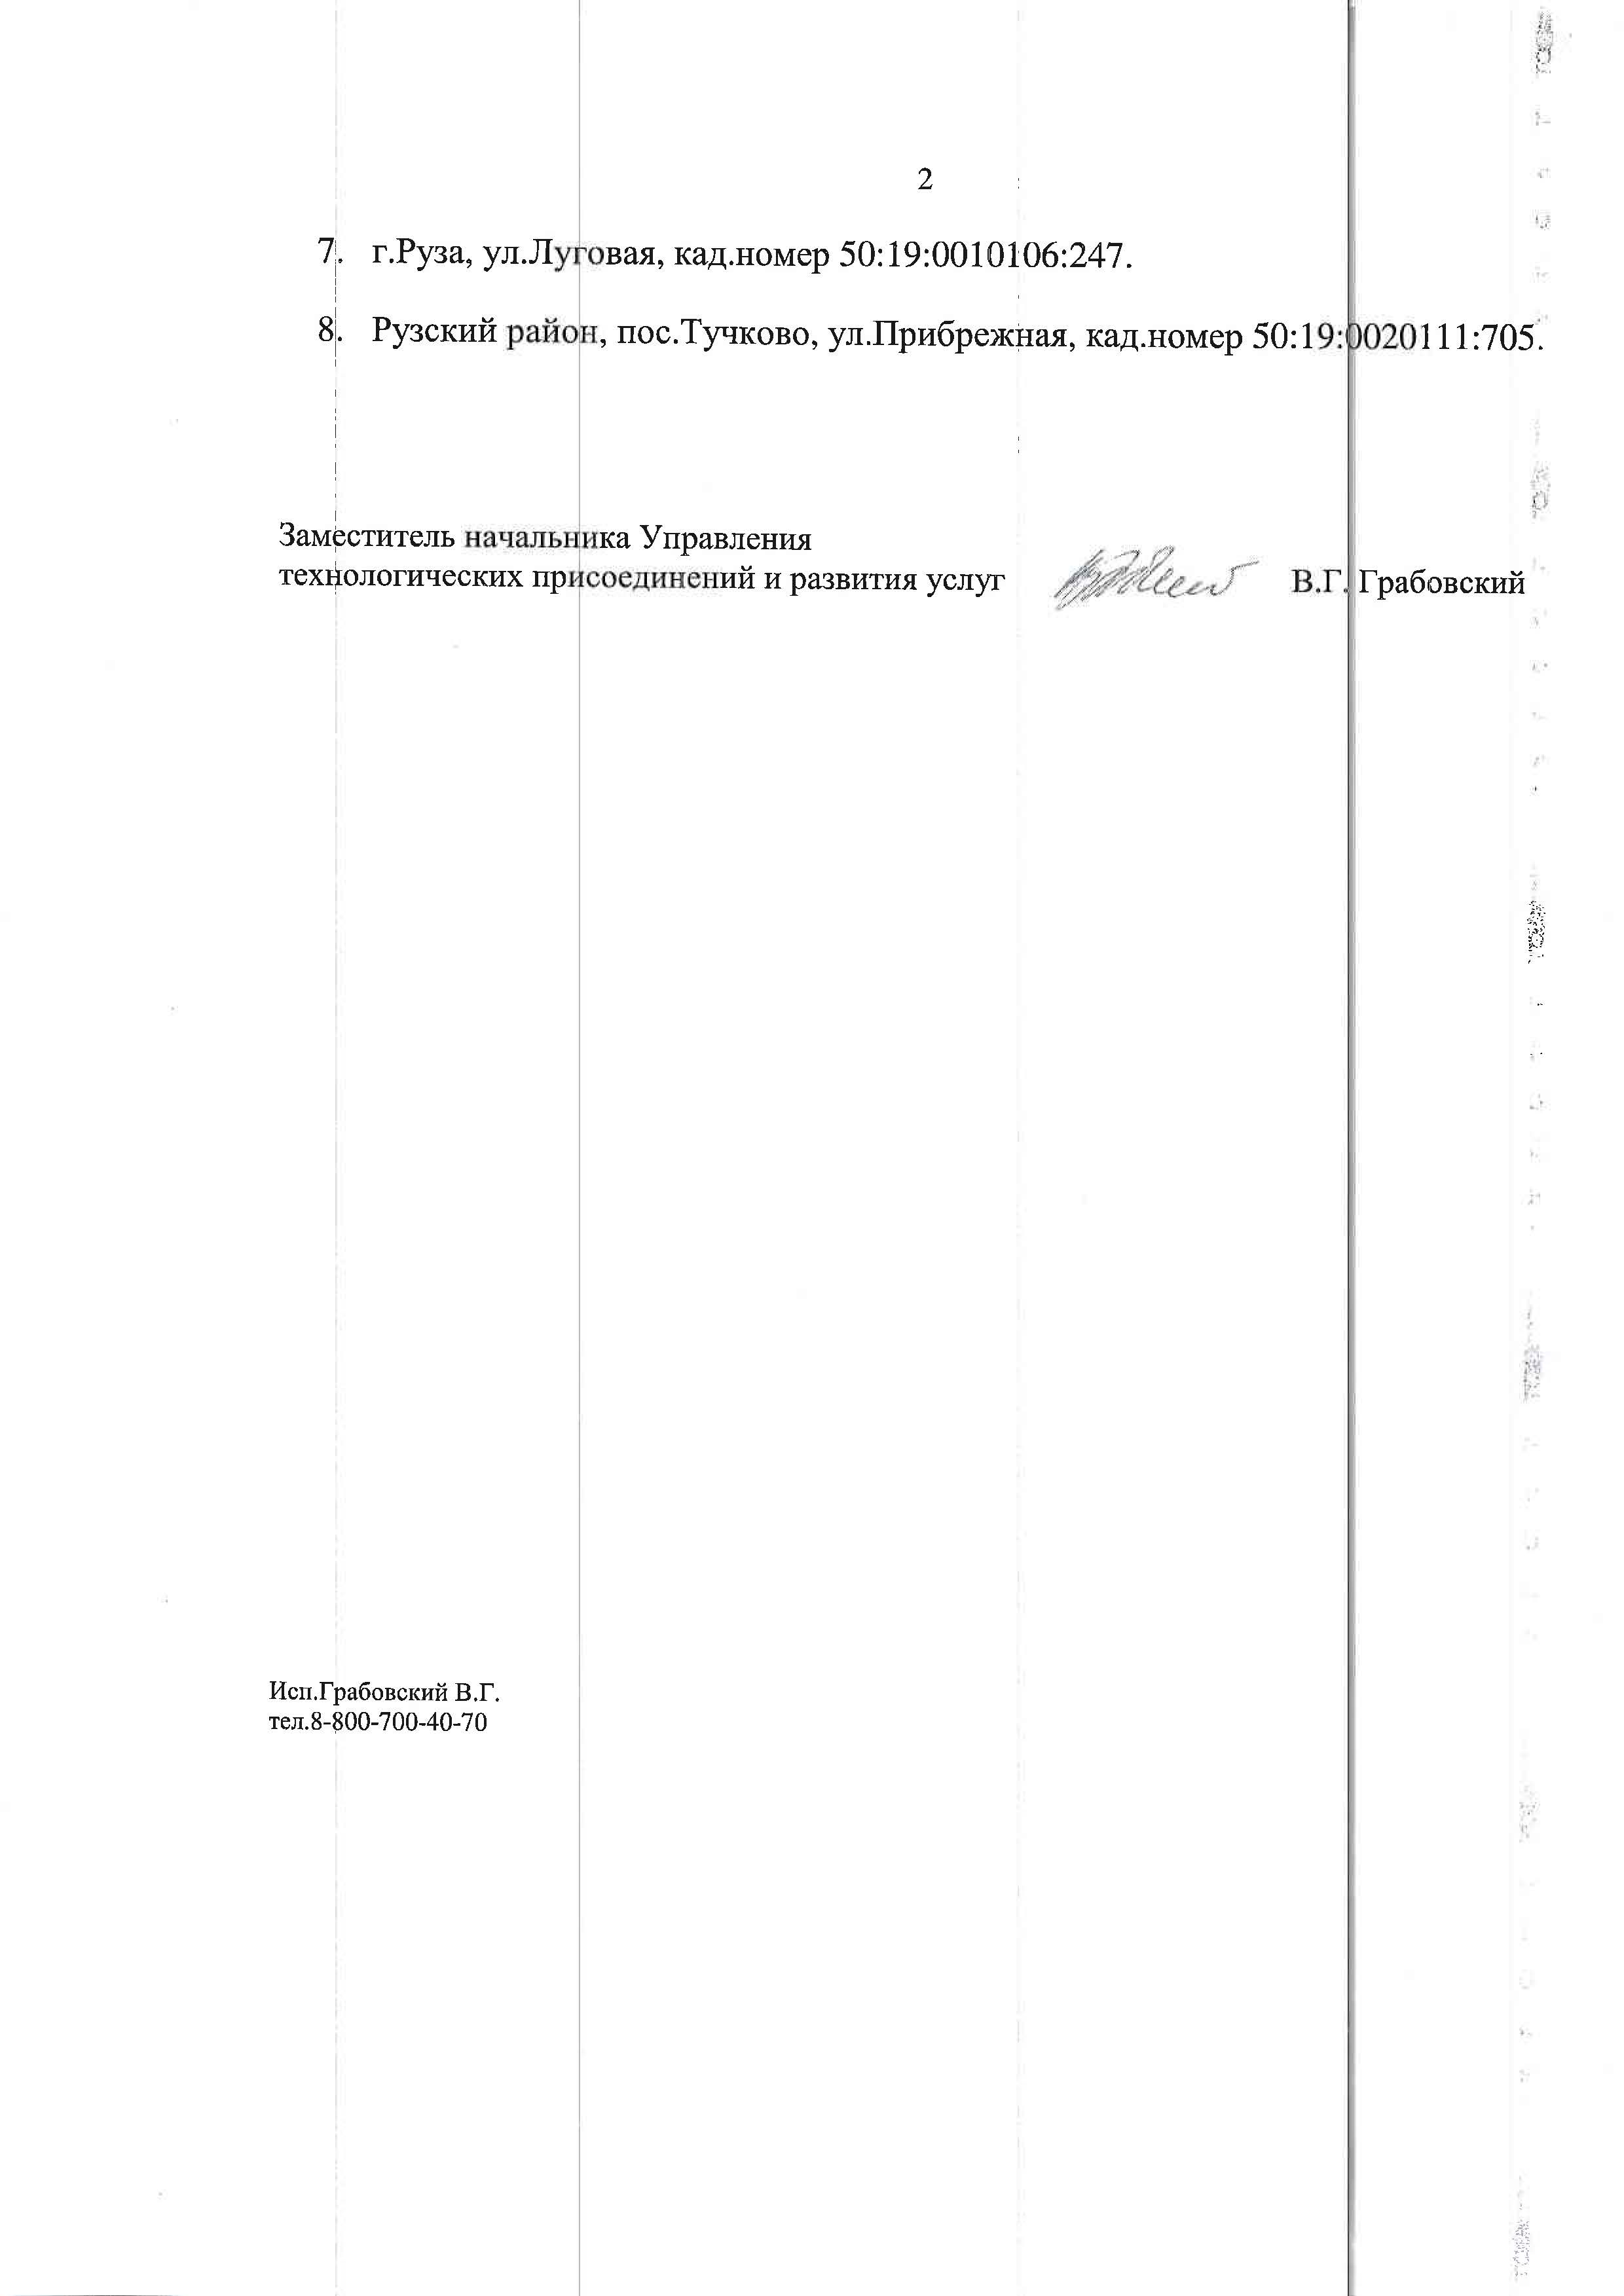 2
7. г.Руза, ул.Луговая, кад.номер 50:19:0010106:247.
8. Рузский район, пос.Тучково, ул.Прибрежная, кад.номер 50:19:0020111:705.
Заместитель начальника Управления
технологических присоединений и развития услуг В.Г. Грабовский
Исп.Грабовский В.Г.
тел.8-800-700-40-70